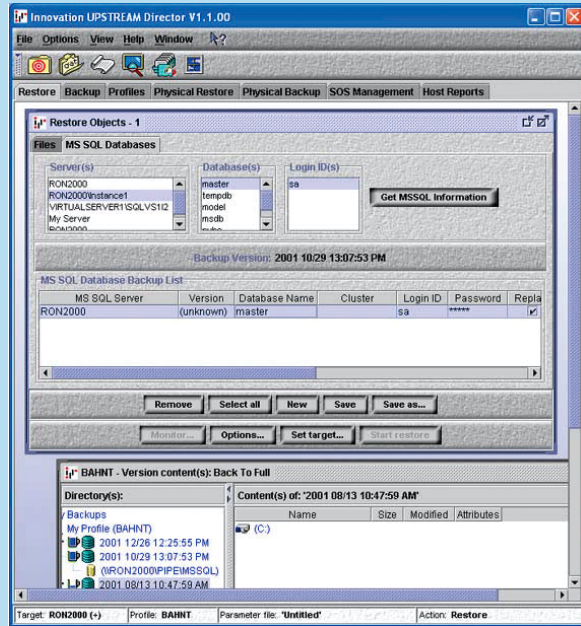 Innovation UPSTREAM Director V1.1.00
File Options View Help Window
Restore Backup Profiles Physical Restore Physical Backup SOS Management Host Reports
Restore Objects - 1
Files MS SQL Databases
Server(s) Database(s) Login ID(s)
RON2000 master sa
RON2000\Instance1 tempdb
VIRTUALSERVER1\SQLVS1I2 model
My Server msdb
Get MSSQL Information
Backup Version: 2001 10/29 13:07:53 PM
MS SQL Database Backup List
MS SQL Server Version Database Name Cluster Login ID Password Repla
RON2000 (unknown) master sa *****
Remove Select all New Save Save as...
Monitor... Options... Set target... Start restore
BAHNT - Version content(s): Back To Full
Directory(s): Content(s) of: '2001 08/13 10:47:59 AM'
Name Size Modified Attributes
/Backups
My Profile (BAHNT)
2001 12/26 12:25:55 PM
2001 10/29 13:07:53 PM
(\\RON2000\PIPE\MSSQL)
2001 08/13 10:47:59 AM
(C:)
Target: RON2000 (+) Profile: BAHNT Parameter file: 'Untitled' Action: Restore